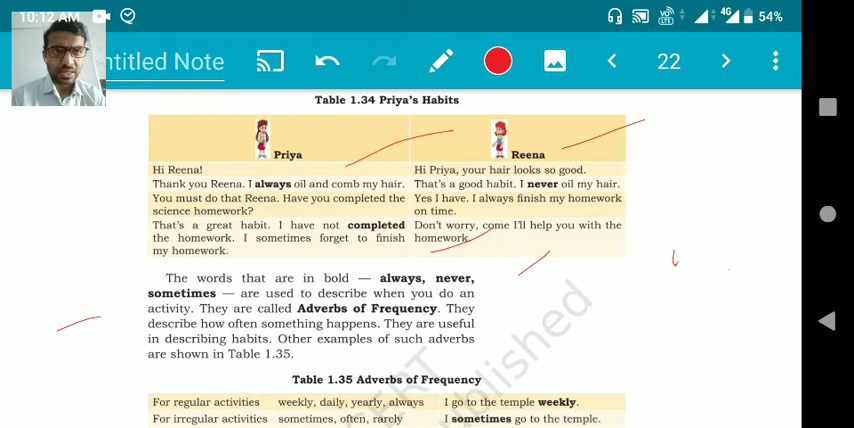 10:12 AM
4G
54%
ntitled Note
22
Table 1.34 Priya's Habits
Priya
Reena
Hi Reena!
Hi Priya, your hair looks so good.
Thank you Reena. I always oil and comb my hair.
That's a good habit. I never oil my hair.
You must do that Reena. Have you completed the science homework?
Yes I have. I always finish my homework on time.
That's a great habit. I have not completed the homework. I sometimes forget to finish my homework.
Don't worry, come I'll help you with the homework.
The words that are in bold — always, never,
sometimes — are used to describe when you do an
activity. They are called Adverbs of Frequency. They
describe how often something happens. They are useful
in describing habits. Other examples of such adverbs
are shown in Table 1.35.
Table 1.35 Adverbs of Frequency
For regular activities
weekly, daily, yearly, always
I go to the temple weekly.
For irregular activities
sometimes, often, rarely
I sometimes go to the temple.